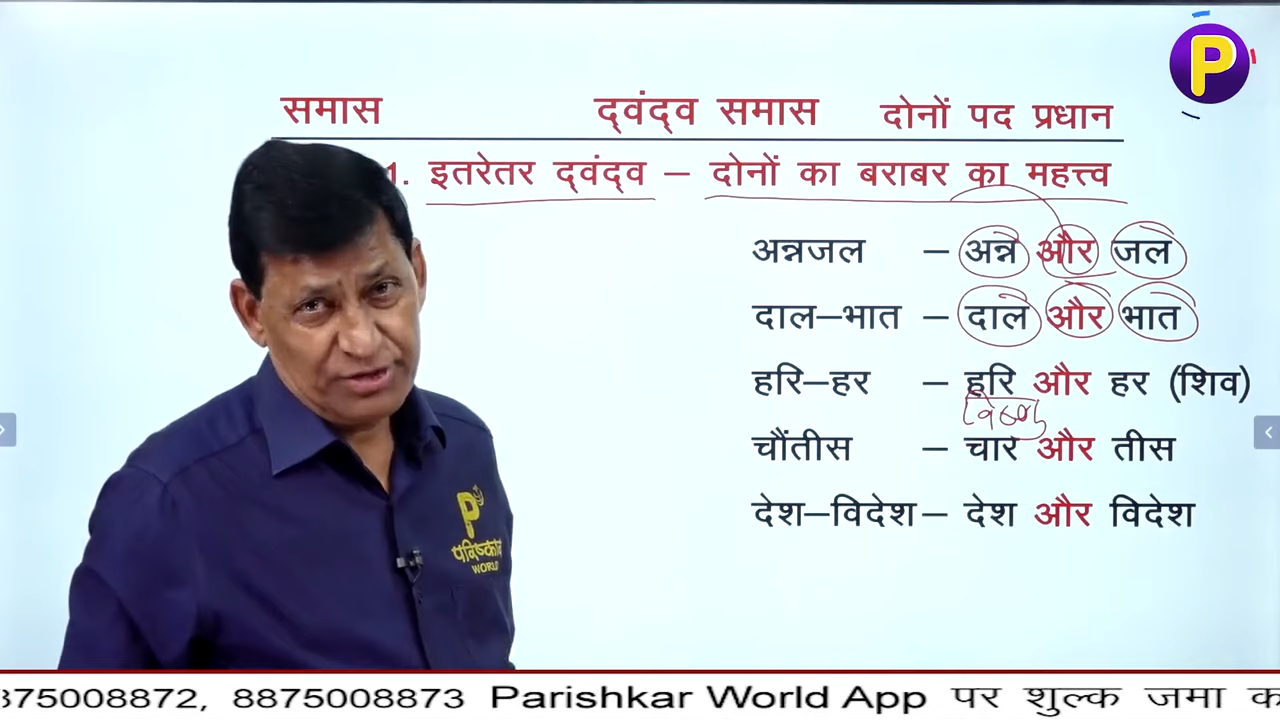 समास द्वंद्व समास दोनों पद प्रधान
1. इतरेतर द्वंद्व – दोनों का बराबर का महत्त्व
अन्नजल – अन्न और जल
दाल–भात – दाल और भात
हरि–हर – हरि और हर (शिव)
विष्णु
चौंतीस – चार और तीस
देश–विदेश – देश और विदेश
P
परिष्कार
WORLD
875008872, 8875008873 Parishkar World App पर शुल्क जमा क